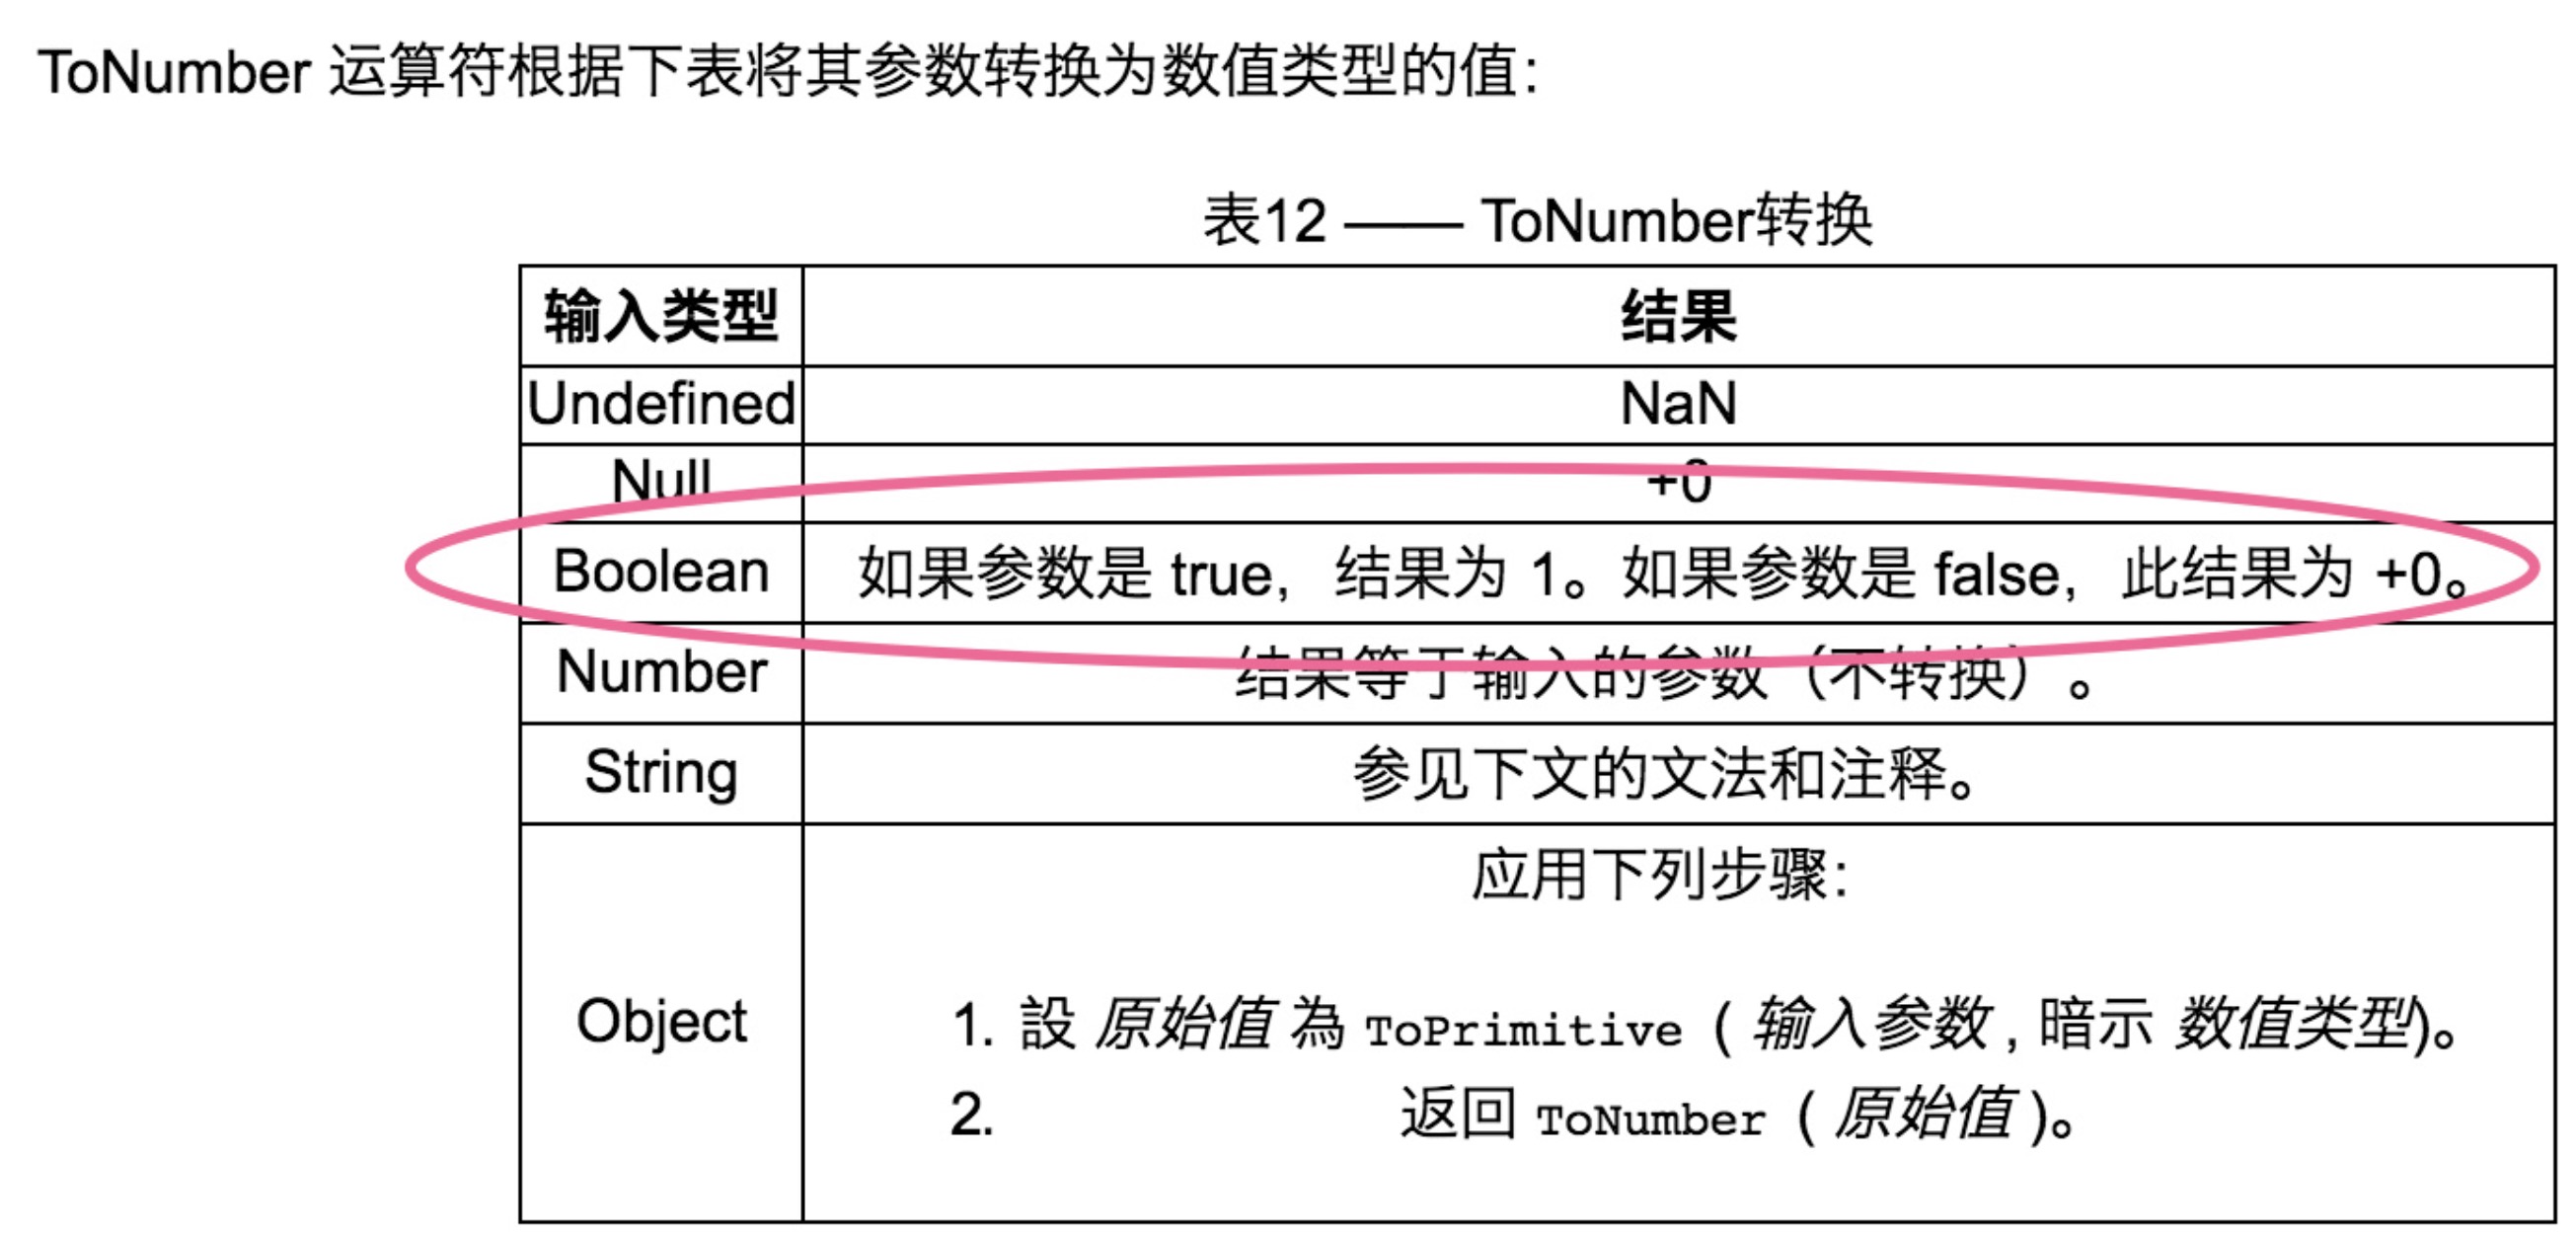 ToNumber 运算符根据下表将其参数转换为数值类型的值：
表12 —— ToNumber转换
输入类型 结果
Undefined NaN
Null +0
Boolean 如果参数是 true，结果为 1。如果参数是 false，此结果为 +0。
Number 结果等于输入的参数（不转换）。
String 参见下文的文法和注释。
应用下列步骤：
Object
1. 設 原始值 為 ToPrimitive ( 输入参数 , 暗示 数值类型)。
2. 返回 ToNumber ( 原始值 )。